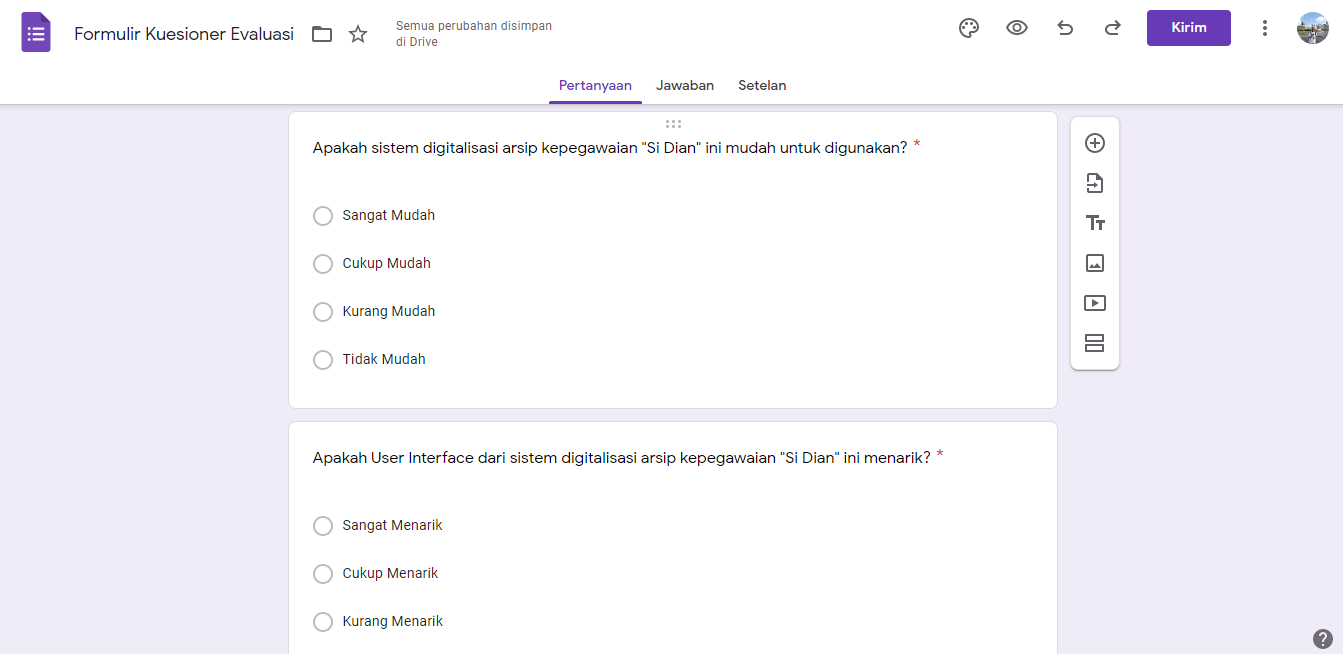 Formulir Kuesioner Evaluasi
Semua perubahan disimpan
di Drive
Kirim
Pertanyaan Jawaban Setelan
Apakah sistem digitalisasi arsip kepegawaian "Si Dian" ini mudah untuk digunakan? *
Sangat Mudah
Cukup Mudah
Kurang Mudah
Tidak Mudah
Tт
Apakah User Interface dari sistem digitalisasi arsip kepegawaian "Si Dian" ini menarik? *
Sangat Menarik
Cukup Menarik
Kurang Menarik
?